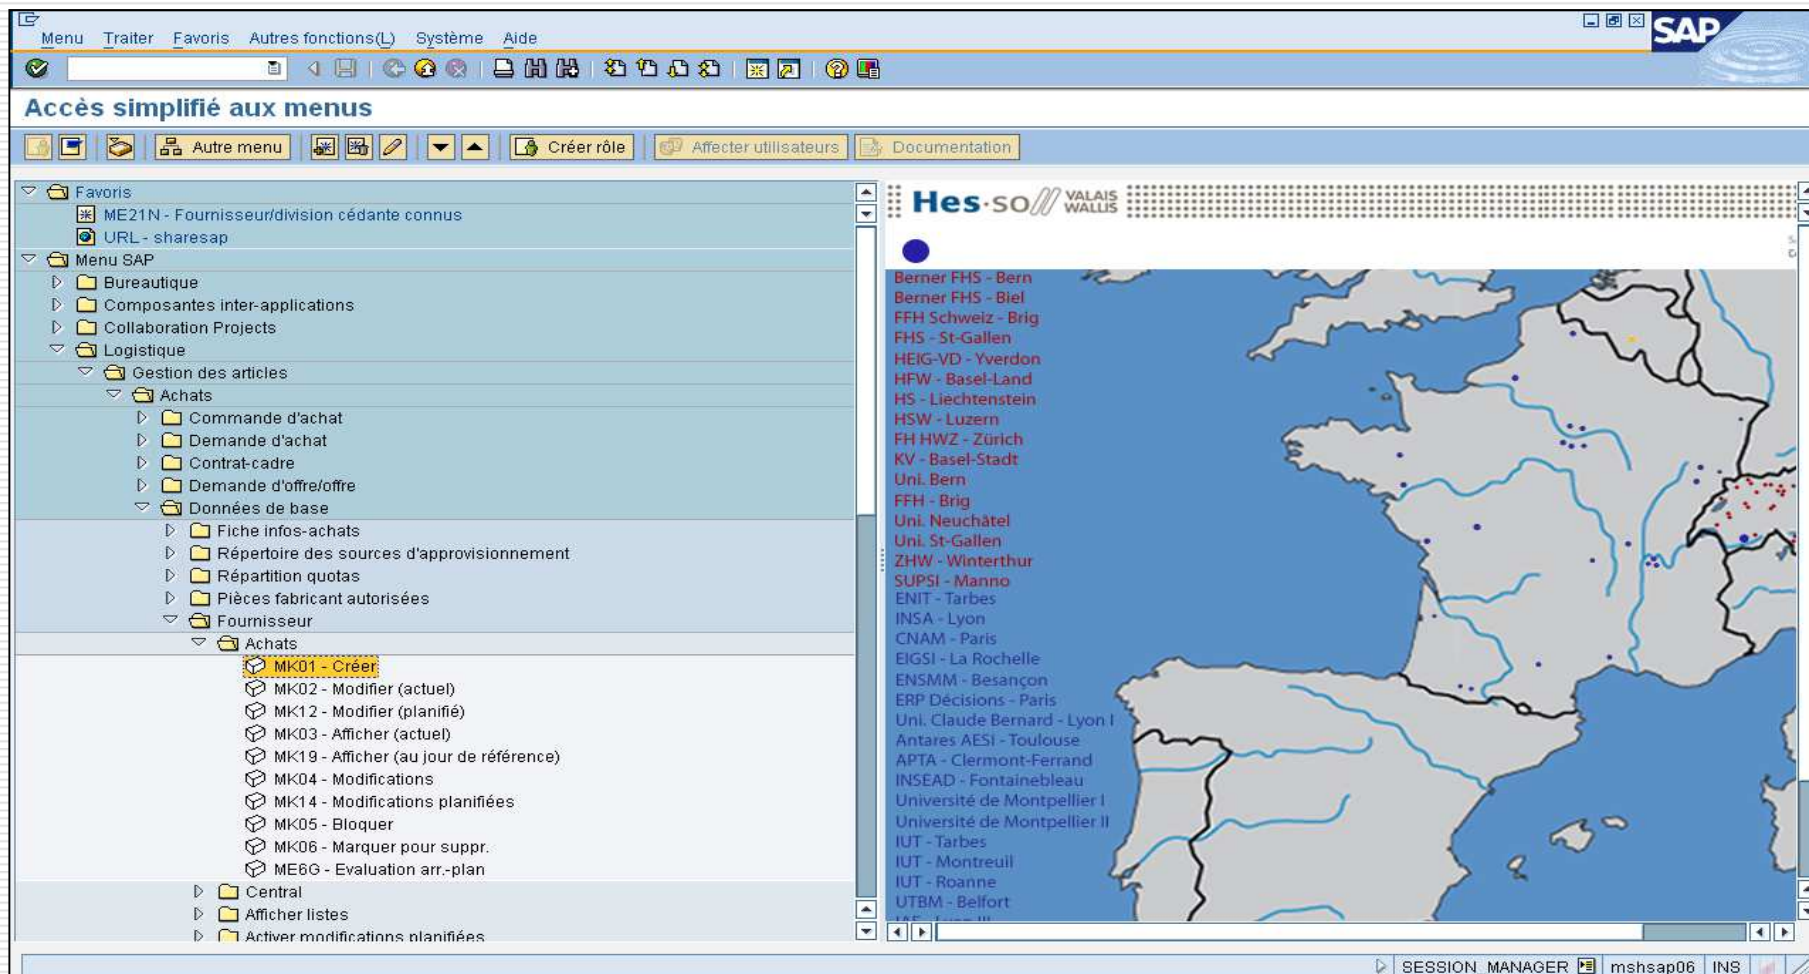 Menu Traiter Favoris Autres fonctions(L) Système Aide
SAP
Accès simplifié aux menus
Autre menu Créer rôle Affecter utilisateurs Documentation
Favoris
ME21N - Fournisseur/division cédante connus
URL - sharesap
Menu SAP
Bureautique
Composantes inter-applications
Collaboration Projects
Logistique
Gestion des articles
Achats
Commande d'achat
Demande d'achat
Contrat-cadre
Demande d'offre/offre
Données de base
Fiche infos-achats
Répertoire des sources d'approvisionnement
Répartition quotas
Pièces fabricant autorisées
Fournisseur
Achats
MK01 - Créer
MK02 - Modifier (actuel)
MK12 - Modifier (planifié)
MK03 - Afficher (actuel)
MK19 - Afficher (au jour de référence)
MK04 - Modifications
MK14 - Modifications planifiées
MK05 - Bloquer
MK06 - Marquer pour suppr.
ME6G - Evaluation arr.-plan
Central
Afficher listes
Activer modifications planifiées
Hes·so// VALAIS
WALLIS
Berner FHS - Bern
Berner FHS - Biel
FFH Schweiz - Brig
FHS - St-Gallen
HEIG-VD - Yverdon
HFW - Basel-Land
HS - Liechtenstein
HSW - Luzern
FH HWZ - Zürich
KV - Basel-Stadt
Uni. Bern
FFH - Brig
Uni. Neuchâtel
Uni. St-Gallen
ZHW - Winterthur
SUPSI - Manno
ENIT - Tarbes
INSA - Lyon
CNAM - Paris
EIGSI - La Rochelle
ENSMM - Besançon
ERP Décisions - Paris
Uni. Claude Bernard - Lyon I
Antares AESI - Toulouse
APTA - Clermont-Ferrand
INSEAD - Fontainebleau
Université de Montpellier I
Université de Montpellier II
IUT - Tarbes
IUT - Montreuil
IUT - Roanne
UTBM - Belfort
SESSION_MANAGER mshsap06 INS